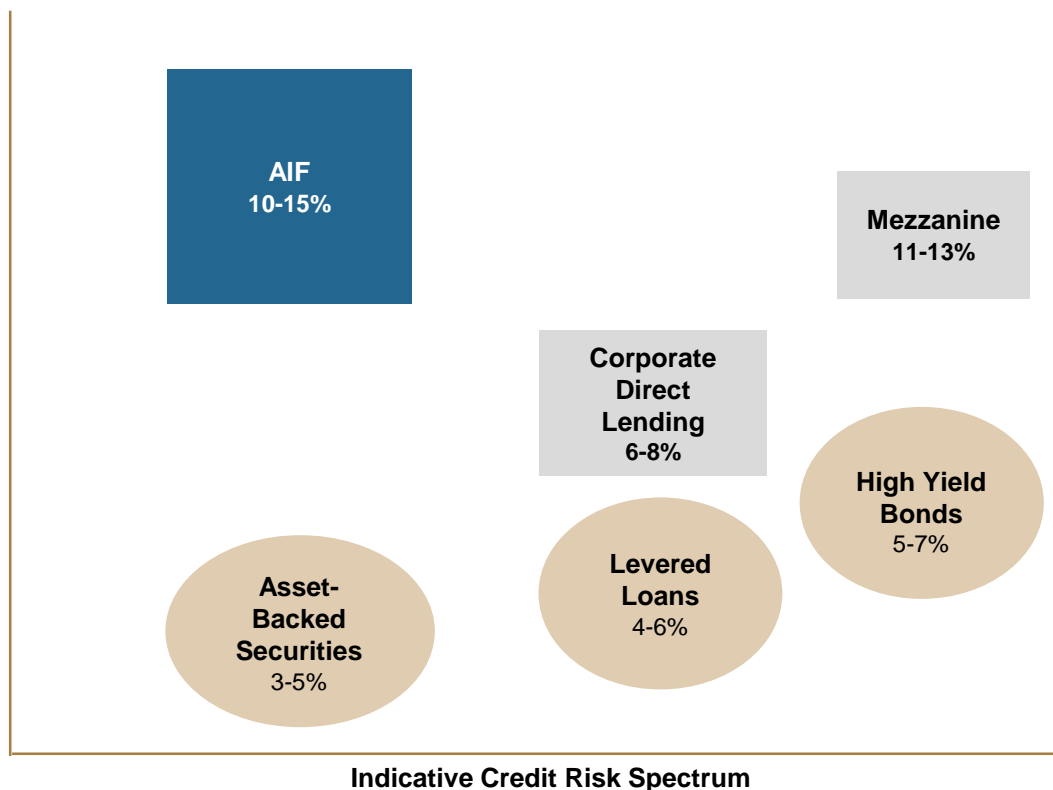 AIF
10-15%
Mezzanine
11-13%
Corporate
Direct
Lending
6-8%
High Yield
Bonds
5-7%
Levered
Loans
4-6%
Asset-
Backed
Securities
3-5%
Indicative Credit Risk Spectrum